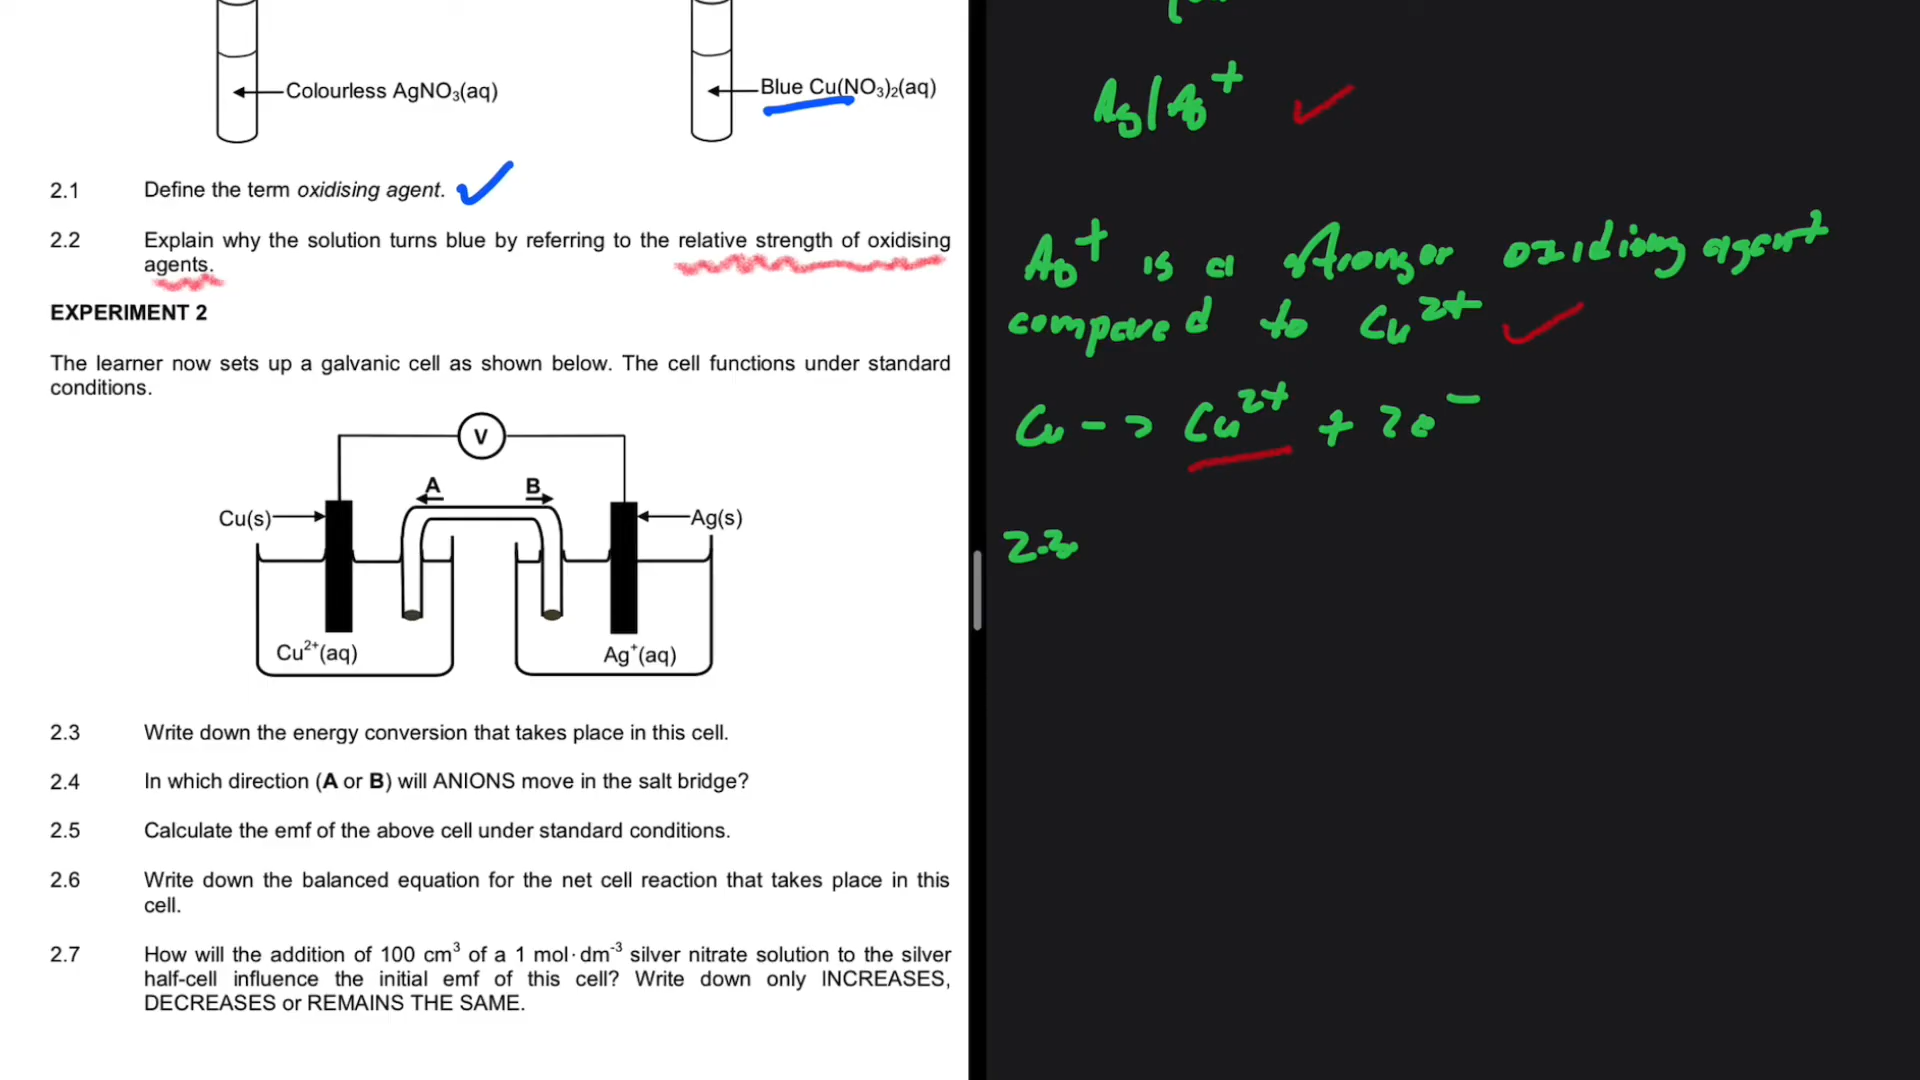 Colourless AgNO₃(aq)
Blue Cu(NO₃)₂(aq)
2.1 Define the term oxidising agent.
2.2 Explain why the solution turns blue by referring to the relative strength of oxidising
agents.
EXPERIMENT 2
The learner now sets up a galvanic cell as shown below. The cell functions under standard
conditions.
V
A B
Cu(s) Ag(s)
Cu²⁺(aq) Ag⁺(aq)
2.3 Write down the energy conversion that takes place in this cell.
2.4 In which direction (A or B) will ANIONS move in the salt bridge?
2.5 Calculate the emf of the above cell under standard conditions.
2.6 Write down the balanced equation for the net cell reaction that takes place in this
cell.
2.7 How will the addition of 100 cm³ of a 1 mol·dm⁻³ silver nitrate solution to the silver
half-cell influence the initial emf of this cell? Write down only INCREASES,
DECREASES or REMAINS THE SAME.
Ag/Ag⁺
Ag⁺ is a stronger oxidising agent
compared to Cu²⁺
Cu -> Cu²⁺ + 2e⁻
2.3